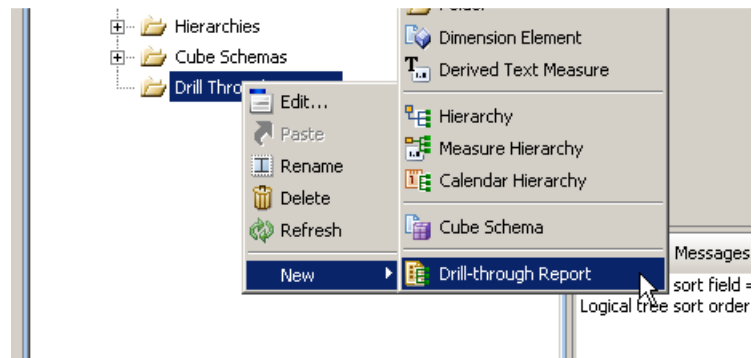 Hierarchies
Cube Schemas
Edit...
Paste
Rename
Delete
Refresh
New
Dimension Element
Derived Text Measure
Hierarchy
Measure Hierarchy
Calendar Hierarchy
Cube Schema
Drill-through Report
Drill
Messages
sort field =
Logical tree sort order